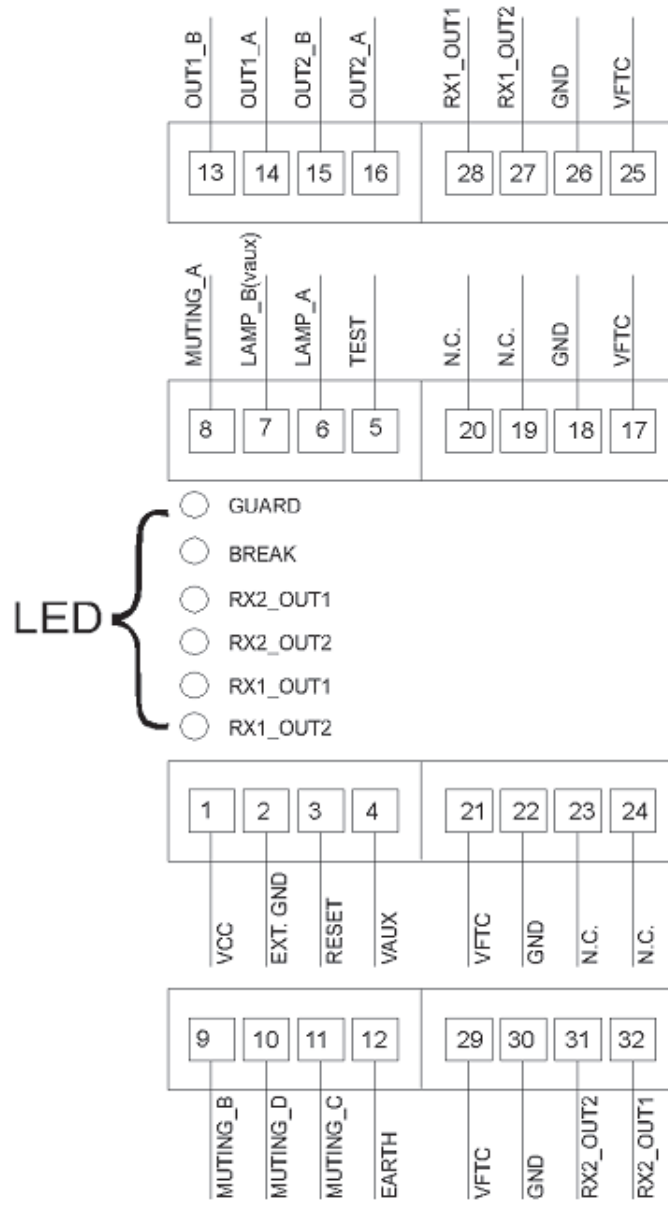 OUT1_B OUT1_A OUT2_B OUT2_A RX1_OUT1 RX1_OUT2 GND VFTC
13 14 15 16 28 27 26 25
MUTING_A LAMP_B(vaux) LAMP_A TEST N.C. N.C. GND VFTC
8 7 6 5 20 19 18 17
LED
GUARD
BREAK
RX2_OUT1
RX2_OUT2
RX1_OUT1
RX1_OUT2
1 2 3 4 21 22 23 24
VCC EXT. GND RESET VAUX VFTC GND N.C. N.C.
9 10 11 12 29 30 31 32
MUTING_B MUTING_D MUTING_C EARTH VFTC GND RX2_OUT2 RX2_OUT1